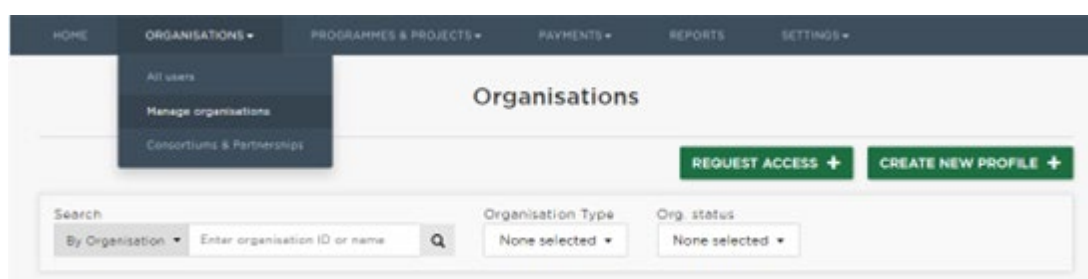 HOME ORGANISATIONS PROGRAMMES & PROJECTS PAYMENTS REPORTS SETTINGS
All users
Manage organisations
Consortiums & Partnerships
Organisations
REQUEST ACCESS + CREATE NEW PROFILE +
Search Organisation Type Org. status
By Organisation Enter organisation ID or name None selected None selected